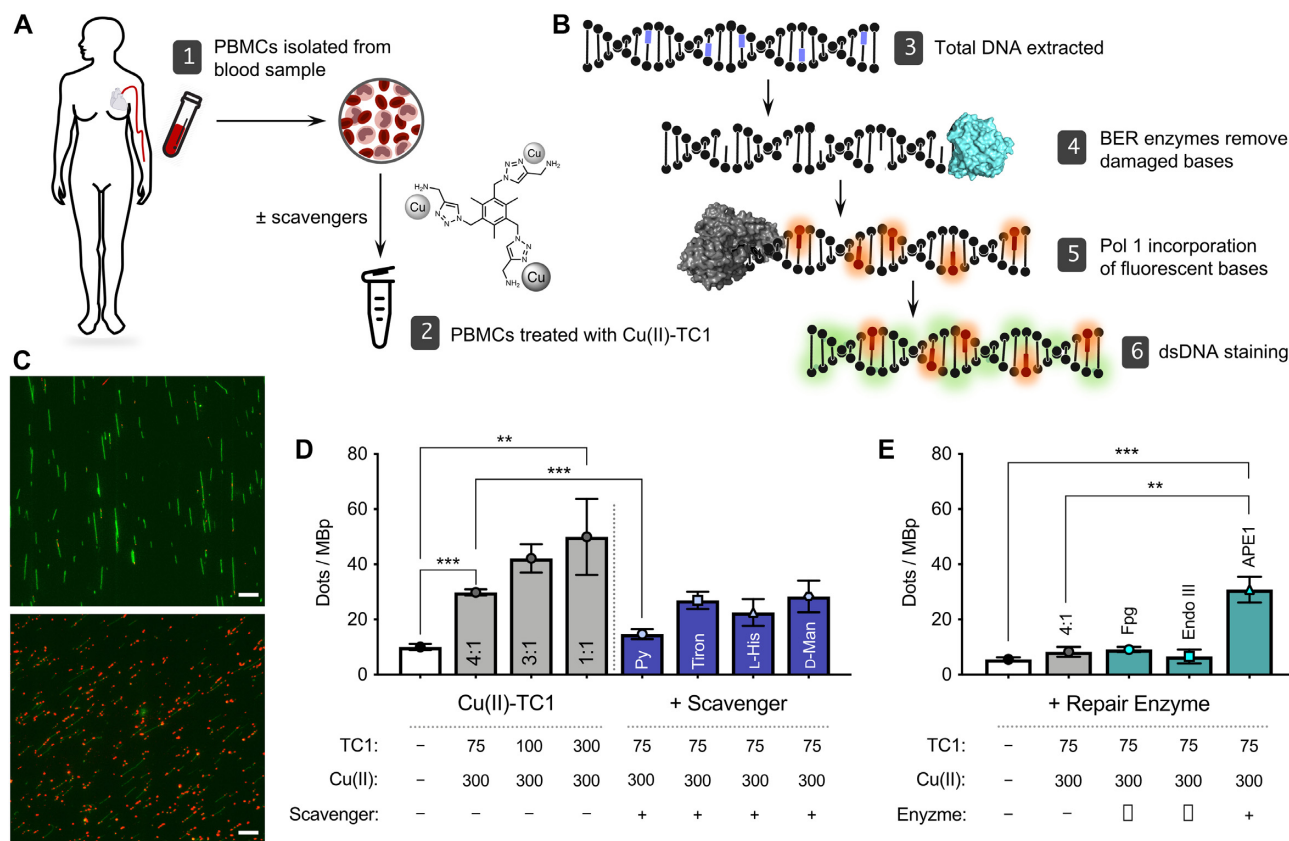 A
1
PBMCs isolated from
blood sample
± scavengers
Cu
Cu
Cu
H₂N
NH₂
NH₂
N
N
N
N
N
N
N
N
N
2
PBMCs treated with Cu(II)-TC1
B
3
Total DNA extracted
4
BER enzymes remove
damaged bases
5
Pol 1 incorporation
of fluorescent bases
6
dsDNA staining
C
D
Dots / MBp
80
60
40
20
0
**
***
***
4:1
3:1
1:1
Py
Tiron
L-His
D-Man
Cu(II)-TC1
+ Scavenger
TC1: – 75 100 300 75 75 75 75
Cu(II): – 300 300 300 300 300 300 300
Scavenger: – – – – + + + +
E
Dots / MBp
80
60
40
20
0
***
**
4:1
Fpg
Endo III
APE1
+ Repair Enzyme
TC1: – 75 75 75 75
Cu(II): – 300 300 300 300
Enyzme: – – ▯ ▯ +